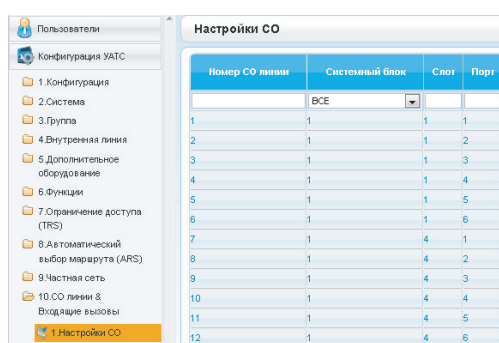 Пользователи
Конфигурация УАТС
1.Конфигурация
2.Система
3.Группа
4.Внутренняя линия
5.Дополнительное
оборудование
6.Функции
7.Ограничение доступа
(TRS)
8.Автоматический
выбор маршрута (ARS)
9.Частная сеть
10.СО линии &
Входящие вызовы
1.Настройки СО
Настройки СО
Номер СО линии Системный блок Слот Порт
ВСЕ
1 1 1 1
2 1 1 2
3 1 1 3
4 1 1 4
5 1 1 5
6 1 1 6
7 1 4 1
8 1 4 2
9 1 4 3
10 1 4 4
11 1 4 5
12 1 4 6